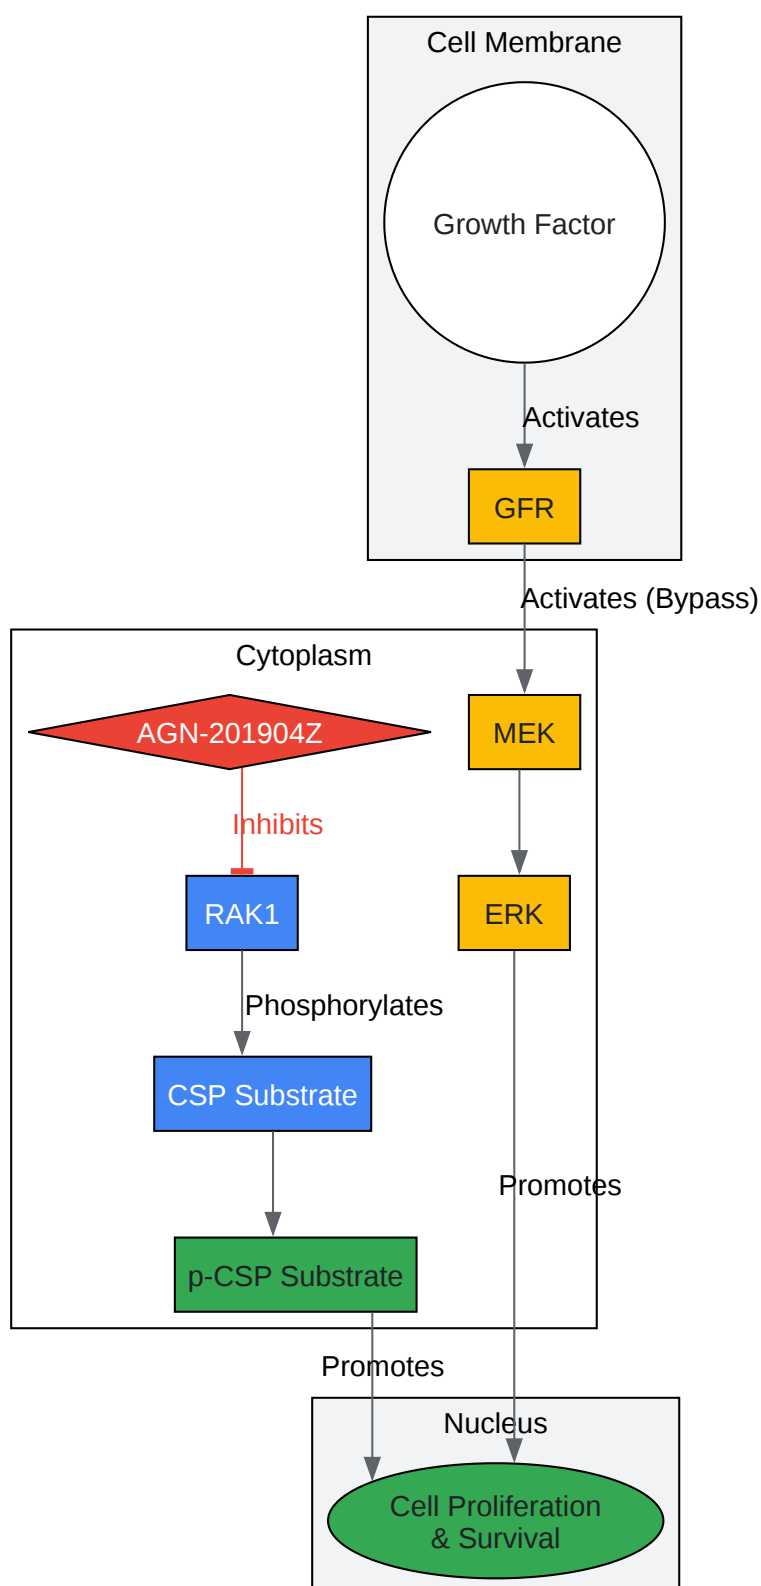 Cell Membrane
Growth Factor
Activates
GFR
Activates (Bypass)
Cytoplasm
AGN-201904Z
MEK
Inhibits
RAK1
ERK
Phosphorylates
CSP Substrate
Promotes
p-CSP Substrate
Promotes
Nucleus
Cell Proliferation
& Survival